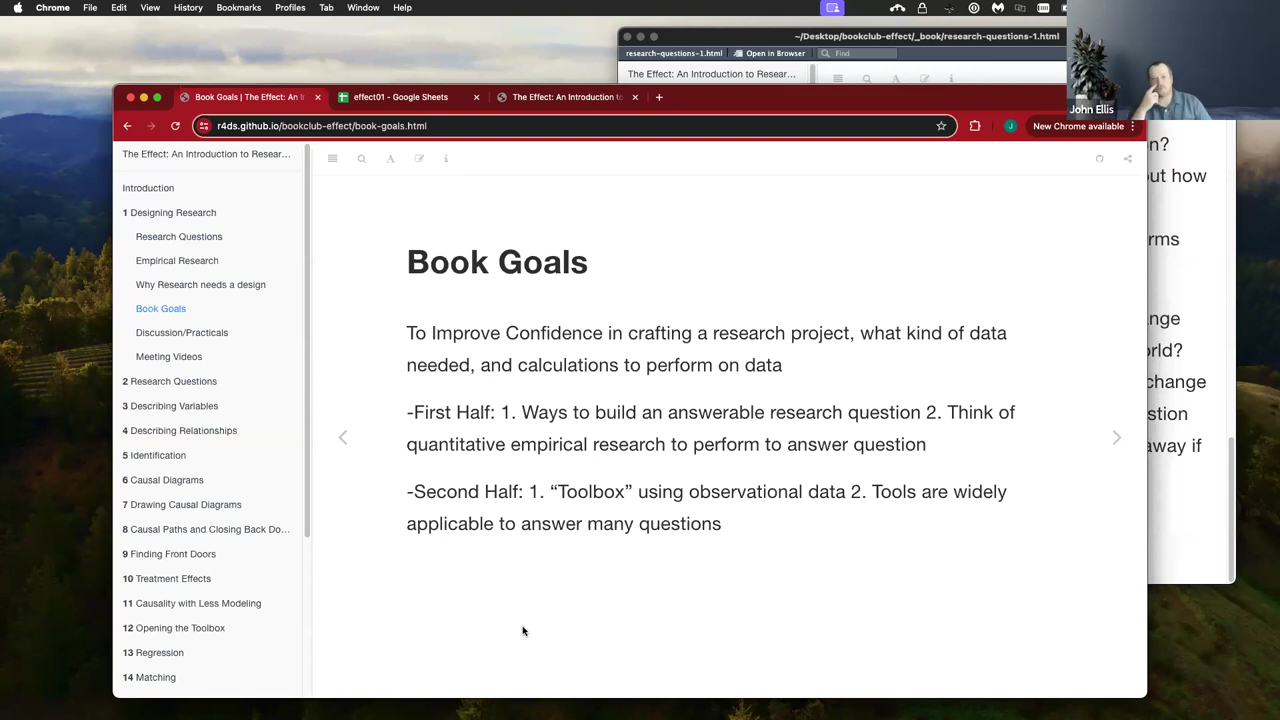 Chrome File Edit View History Bookmarks Profiles Tab Window Help
~/Desktop/bookclub-effect/_book/research-questions-1.html
research-questions-1.html Open in Browser Find
The Effect: An Introduction to Resear...
John Ellis
Book Goals | The Effect: An I
effect01 - Google Sheets
The Effect: An Introduction to
r4ds.github.io/bookclub-effect/book-goals.html
J
New Chrome available
The Effect: An Introduction to Resear...
Introduction
1 Designing Research
Research Questions
Empirical Research
Why Research needs a design
Book Goals
Discussion/Practicals
Meeting Videos
2 Research Questions
3 Describing Variables
4 Describing Relationships
5 Identification
6 Causal Diagrams
7 Drawing Causal Diagrams
8 Causal Paths and Closing Back Do...
9 Finding Front Doors
10 Treatment Effects
11 Causality with Less Modeling
12 Opening the Toolbox
13 Regression
14 Matching
Book Goals
To Improve Confidence in crafting a research project, what kind of data
needed, and calculations to perform on data
-First Half: 1. Ways to build an answerable research question 2. Think of
quantitative empirical research to perform to answer question
-Second Half: 1. “Toolbox” using observational data 2. Tools are widely
applicable to answer many questions
n?
ut how
rms
nge
rld?
change
stion
away if